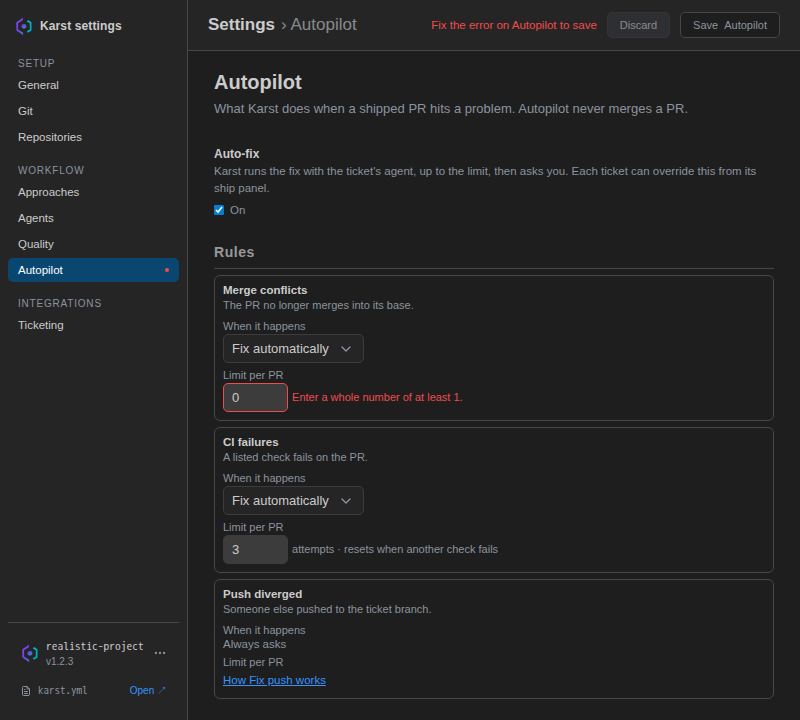 Karst settings
SETUP
General
Git
Repositories
WORKFLOW
Approaches
Agents
Quality
Autopilot
INTEGRATIONS
Ticketing
realistic-project
v1.2.3
karst.yml
Open ↗
Settings › Autopilot
Fix the error on Autopilot to save
Discard
Save Autopilot
Autopilot
What Karst does when a shipped PR hits a problem. Autopilot never merges a PR.
Auto-fix
Karst runs the fix with the ticket's agent, up to the limit, then asks you. Each ticket can override this from its
ship panel.
On
Rules
Merge conflicts
The PR no longer merges into its base.
When it happens
Fix automatically
Limit per PR
0
Enter a whole number of at least 1.
CI failures
A listed check fails on the PR.
When it happens
Fix automatically
Limit per PR
3
attempts · resets when another check fails
Push diverged
Someone else pushed to the ticket branch.
When it happens
Always asks
Limit per PR
How Fix push works